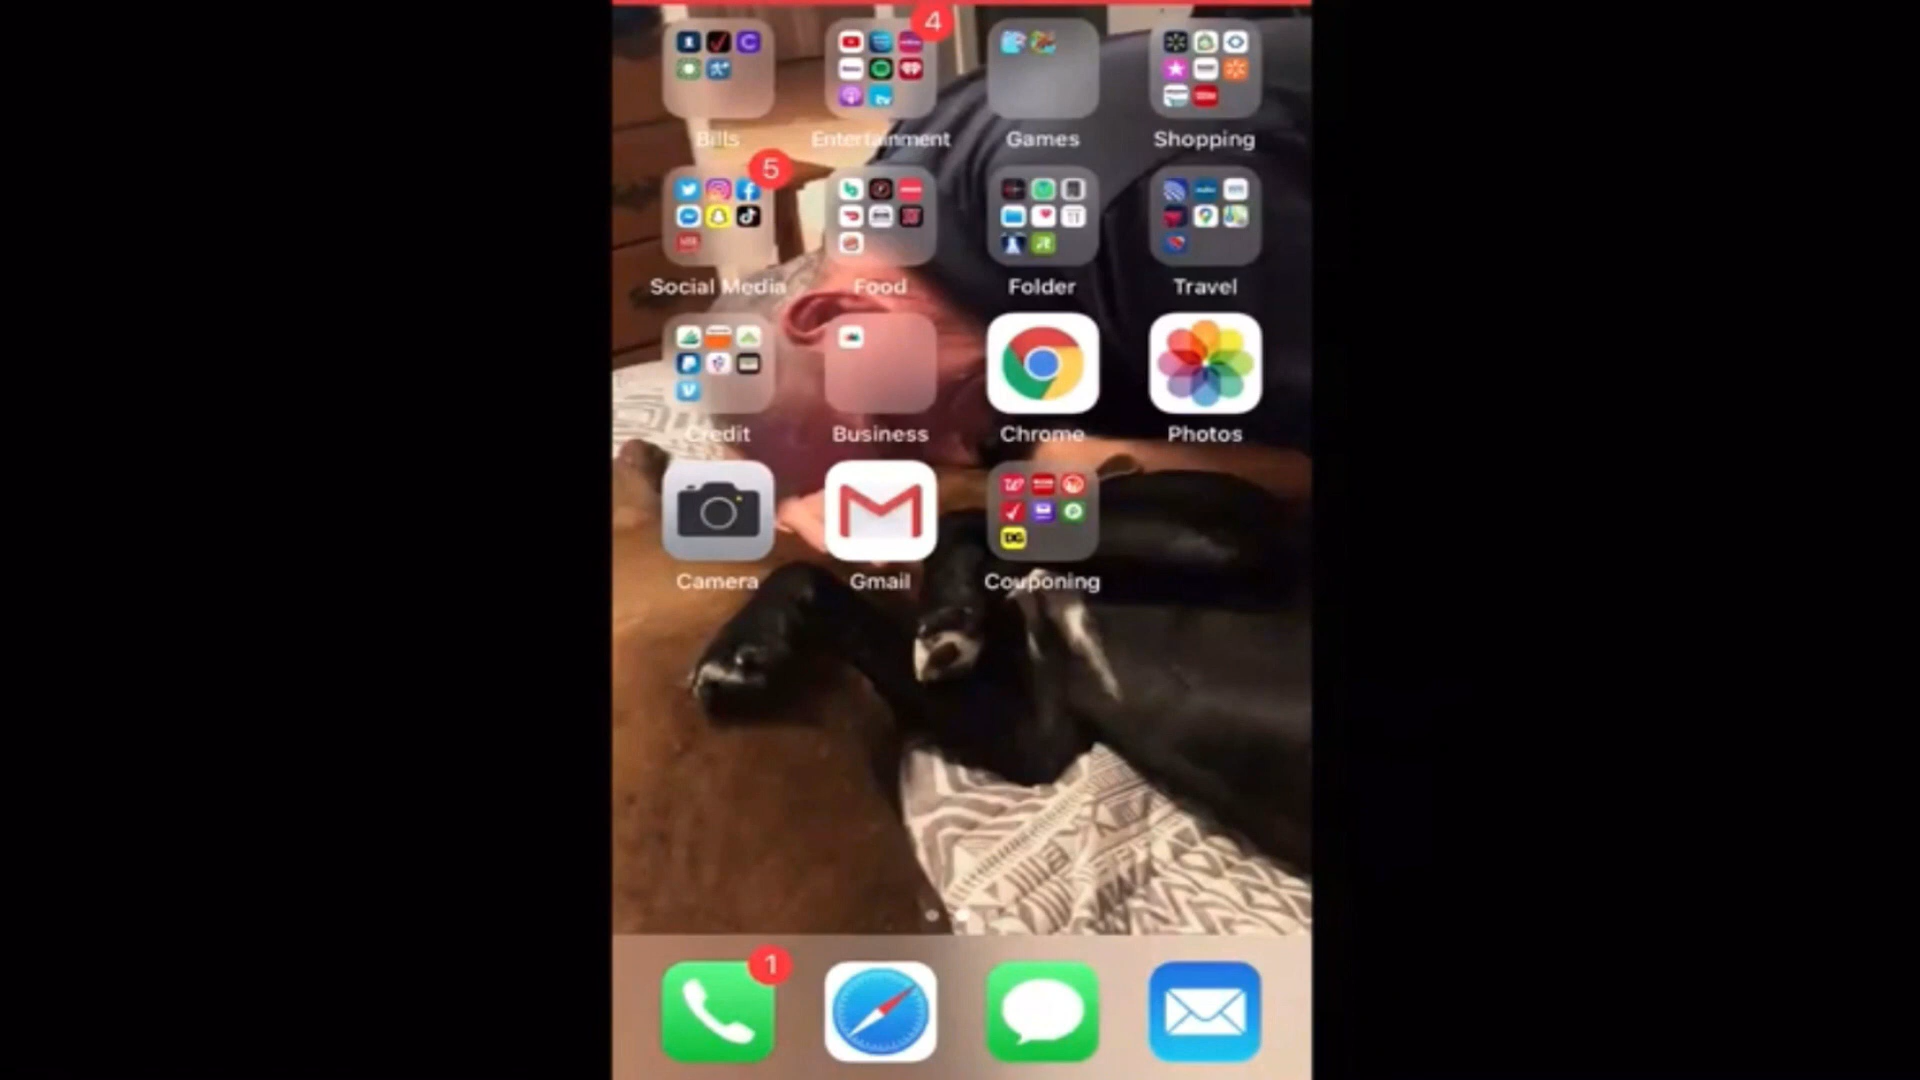 4
Bills Entertainment Games Shopping
5
Social Media Food Folder Travel
Credit Business Chrome Photos
DG
Camera Gmail Couponing
1